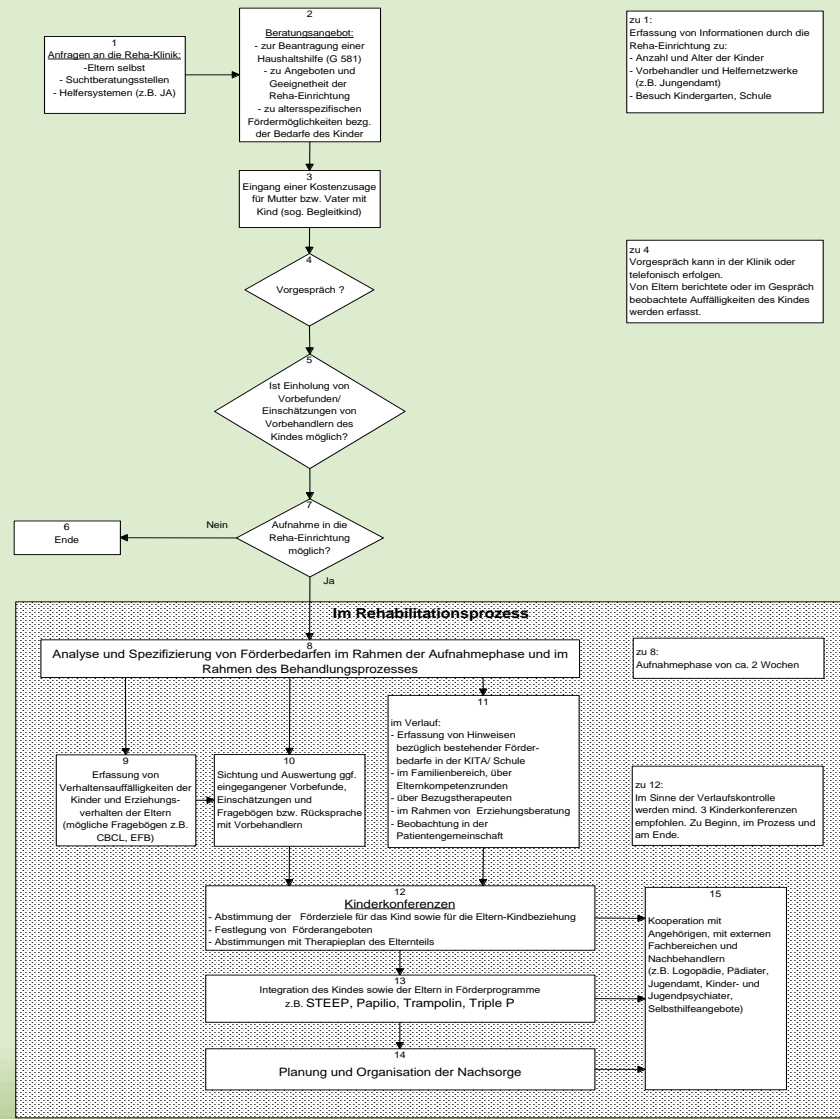 1
Anfragen an die Reha-Klinik:
-Eltern selbst
- Suchtberatungsstellen
- Helfersystemen (z.B. JA)
2
Beratungsangebot:
- zur Beantragung einer
Haushaltshilfe (G 581)
- zu Angeboten und
Geeignetheit der
Reha-Einrichtung
- zu altersspezifischen
Fördermöglichkeiten bezg.
der Bedarfe des Kinder
zu 1:
Erfassung von Informationen durch die
Reha-Einrichtung zu:
- Anzahl und Alter der Kinder
- Vorbehandler und Helfernetzwerke
(z.B. Jungendamt)
- Besuch Kindergarten, Schule
3
Eingang einer Kostenzusage
für Mutter bzw. Vater mit
Kind (sog. Begleitkind)
4
Vorgespräch ?
zu 4
Vorgespräch kann in der Klinik oder
telefonisch erfolgen.
Von Eltern berichtete oder im Gespräch
beobachtete Auffälligkeiten des Kindes
werden erfasst.
5
Ist Einholung von
Vorbefunden/
Einschätzungen von
Vorbehandlern des
Kindes möglich?
7
Aufnahme in die
Reha-Einrichtung
möglich?
Nein
6
Ende
Ja
Im Rehabilitationsprozess
8
Analyse und Spezifizierung von Förderbedarfen im Rahmen der Aufnahmephase und im
Rahmen des Behandlungsprozesses
zu 8:
Aufnahmephase von ca. 2 Wochen
9
Erfassung von
Verhaltensauffälligkeiten der
Kinder und Erziehungs-
verhalten der Eltern
(mögliche Fragebögen z.B.
CBCL, EFB)
10
Sichtung und Auswertung ggf.
eingegangener Vorbefunde,
Einschätzungen und
Fragebögen bzw. Rücksprache
mit Vorbehandlern
11
im Verlauf:
- Erfassung von Hinweisen
bezüglich bestehender Förder-
bedarfe in der KITA/ Schule
- im Familienbereich, über
Elternkompetenzrunden
- über Bezugstherapeuten
- im Rahmen von Erziehungsberatung
- Beobachtung in der
Patientengemeinschaft
zu 12:
Im Sinne der Verlaufskontrolle
werden mind. 3 Kinderkonferenzen
empfohlen. Zu Beginn, im Prozess und
am Ende.
12
Kinderkonferenzen
- Abstimmung der Förderziele für das Kind sowie für die Eltern-Kindbeziehung
- Festlegung von Förderangeboten
- Abstimmungen mit Therapieplan des Elternteils
13
Integration des Kindes sowie der Eltern in Förderprogramme
z.B. STEEP, Papilio, Trampolin, Triple P
14
Planung und Organisation der Nachsorge
15
Kooperation mit
Angehörigen, mit externen
Fachbereichen und
Nachbehandlern
(z.B. Logopädie, Pädiater,
Jugendamt, Kinder- und
Jugendpsychiater,
Selbsthilfeangebote)